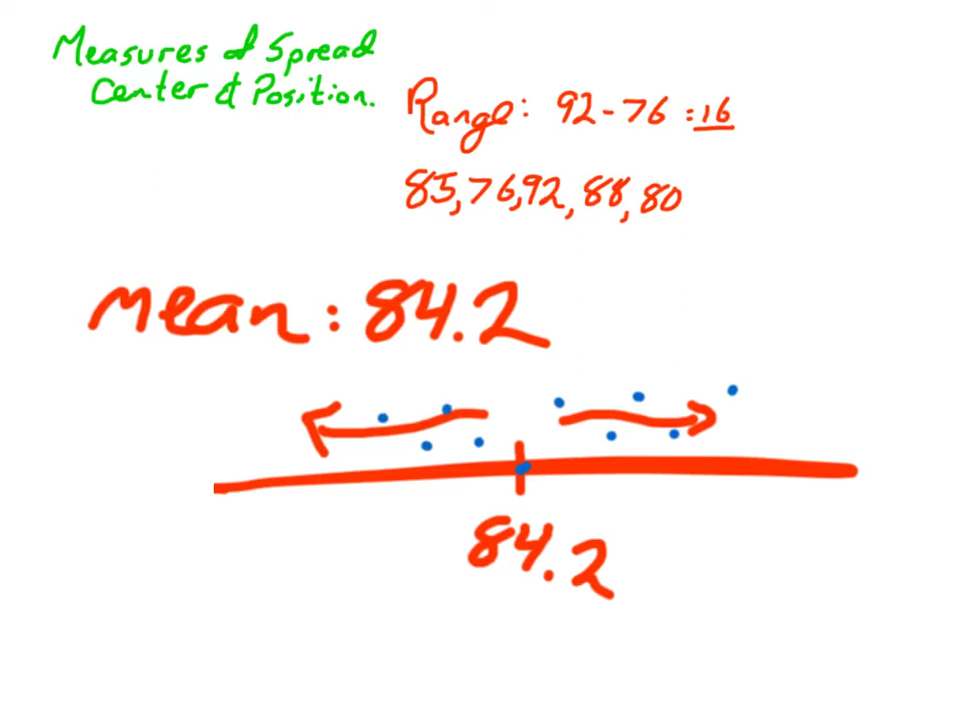 Measures of Spread
Center & Position.
Range: 92-76 =16
85,76,92,88,80
mean: 84.2
84.2